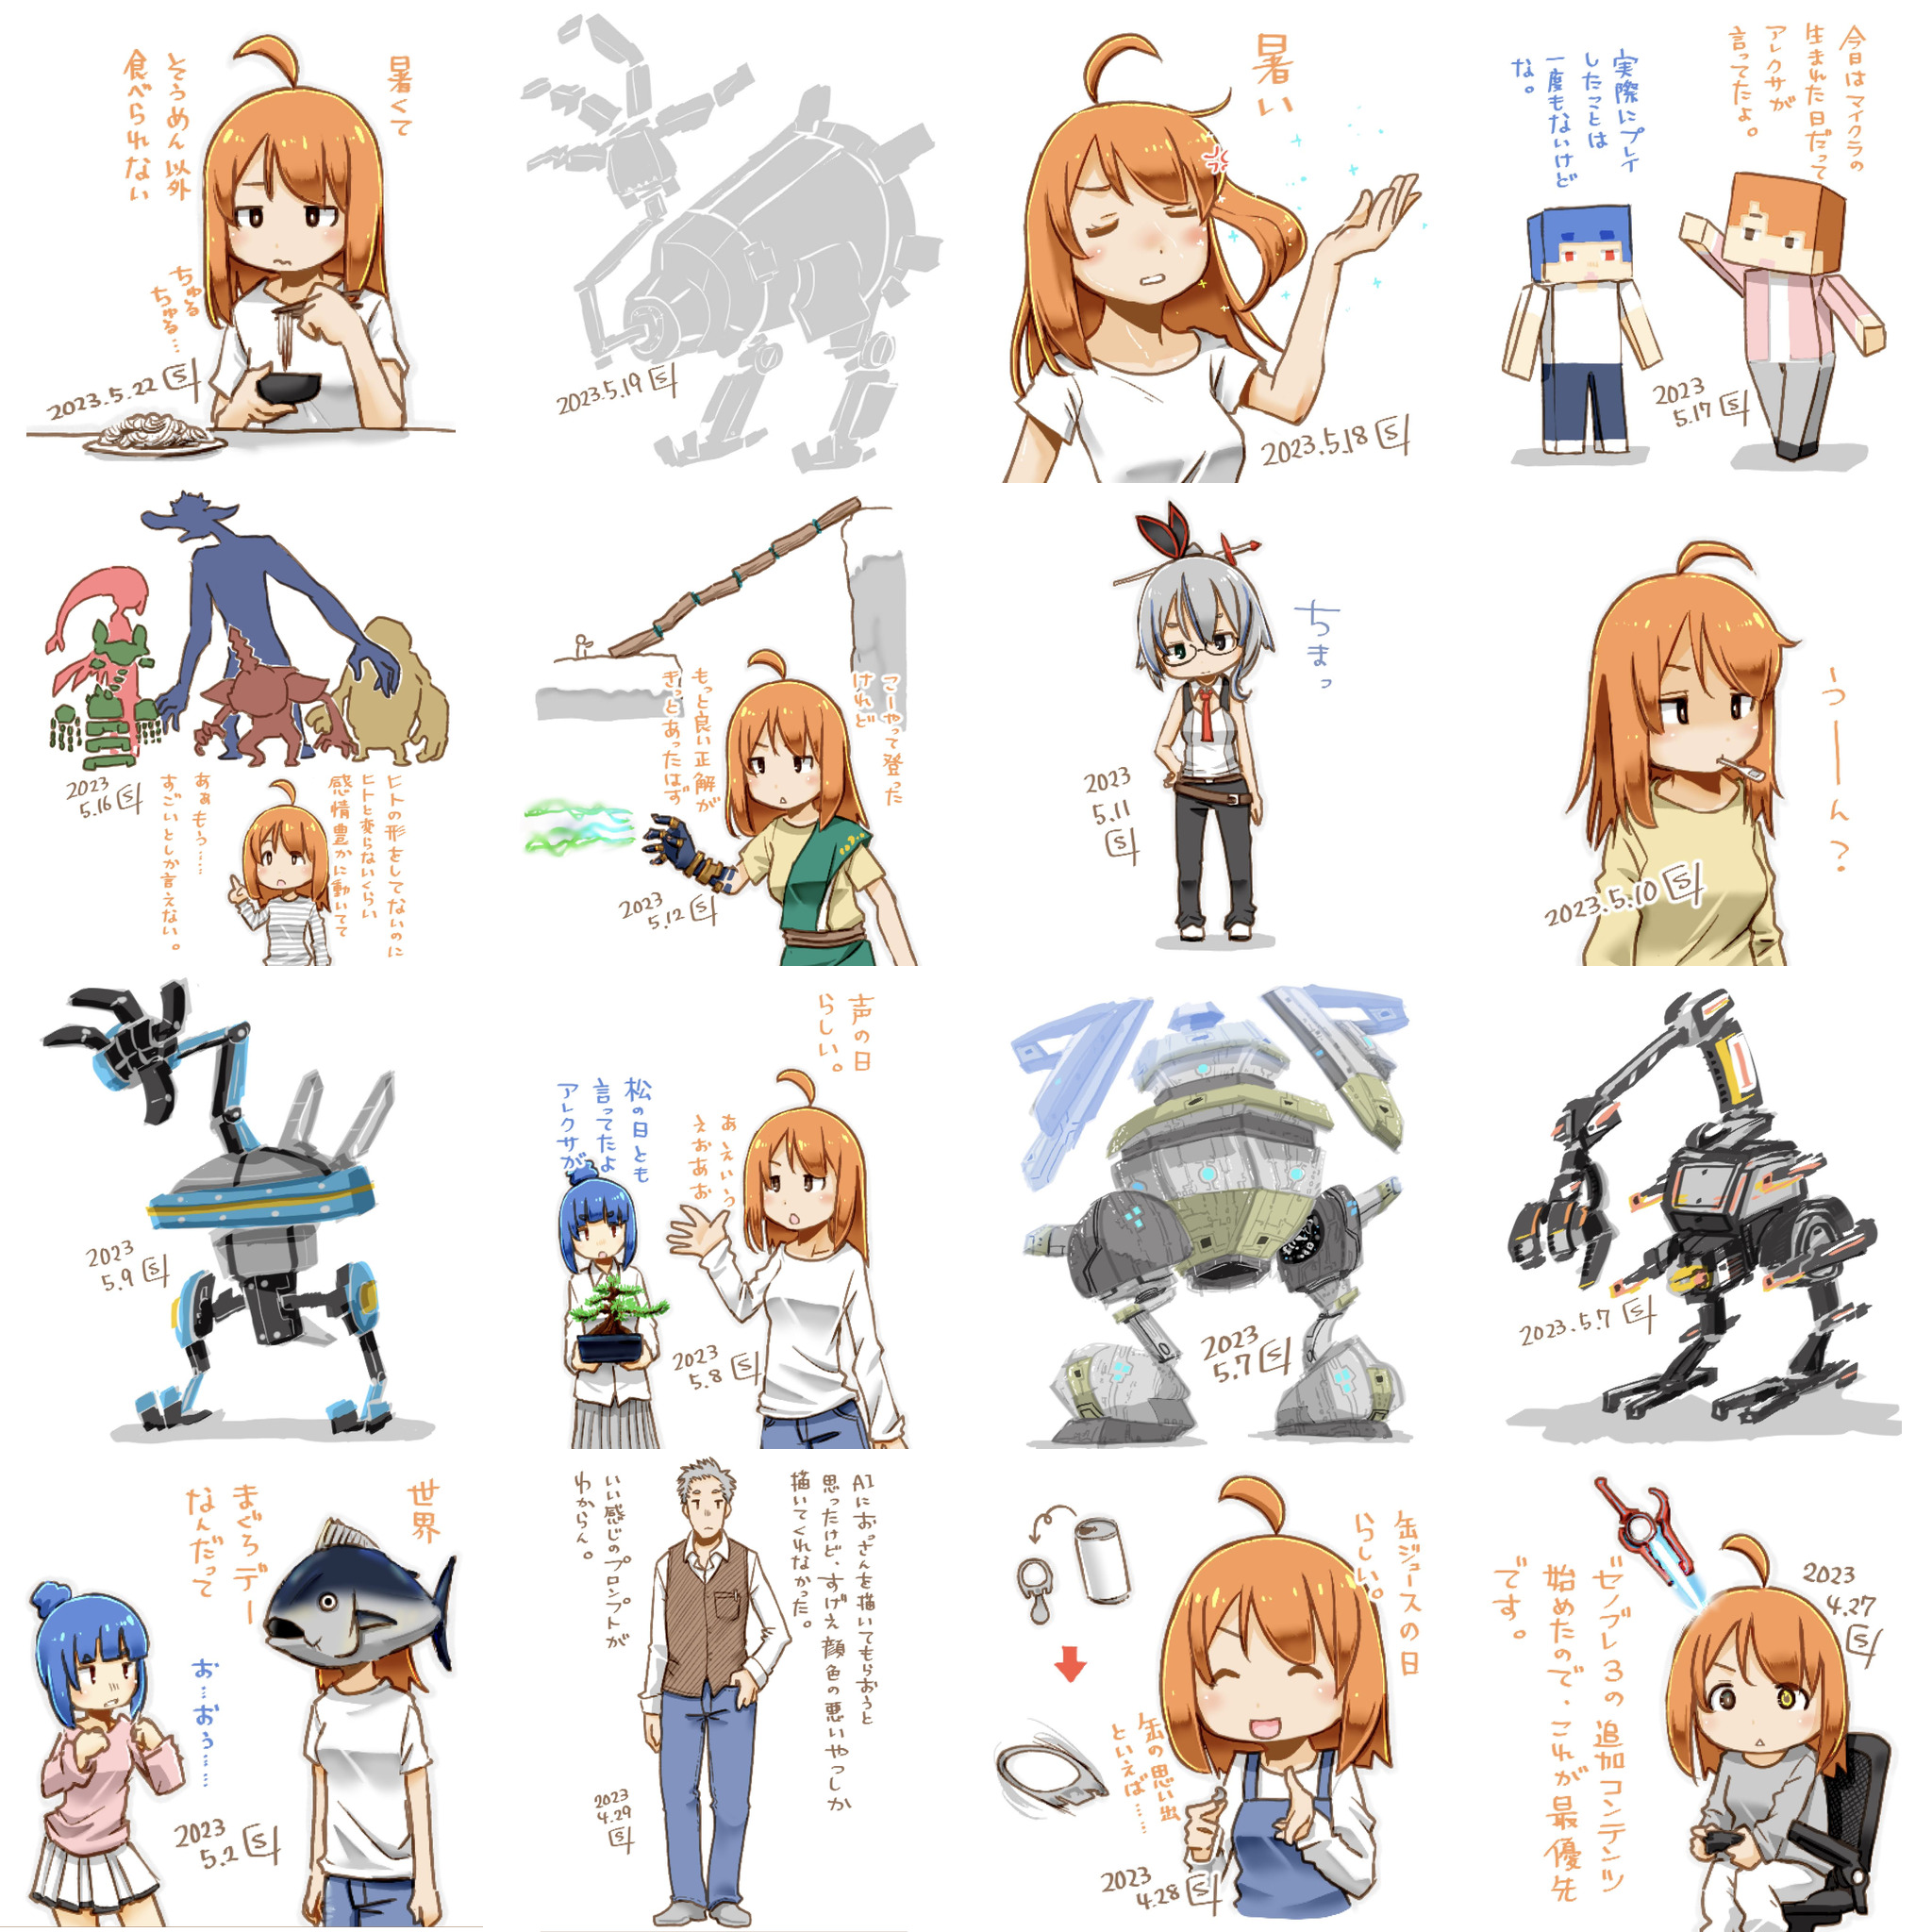 暑くて
そうめん以外
食べられない
ちゅる
ちゅる…
2023.5.22
2023.5.19
暑い
2023.5.18
今日はマイクラの
生まれた日だって
アレクサが
言ってたよ。
実際にプレイ
したことは
一度もないけど
な。
2023
5.17
2023
5.16
ヒトの形をしてないのに
ヒトと変らないくらい
感情豊かに動いてて
あぁもう……
すごいとしか言えない。
こーやって登った
けれど
もっと良い正解が
きっとあったはず
2023
5.12
ちまっ
2023
5.11
うーん?
2023.5.10
2023
5.9
声の日
らしい。
あえいう
えおあお
松の日とも
言ってたよ
アレクサが
2023
5.8
2023
5.7
2023.5.7
世界
まぐろデー
なんだって
お…おぅ……
2023
5.2
AIにおっさんを描いてもらおうと
思ったけど、すげえ顔色の悪いやつしか
描いてくれなかった。
いい感じのプロンプトが
わからん。
2023
4.29
缶ジュースの日
らしい。
缶の思い出
といえば……
2023
4.28
2023
4.27
ゼノブレ3の追加コンテンツ
始めたので、これが最優先
です。